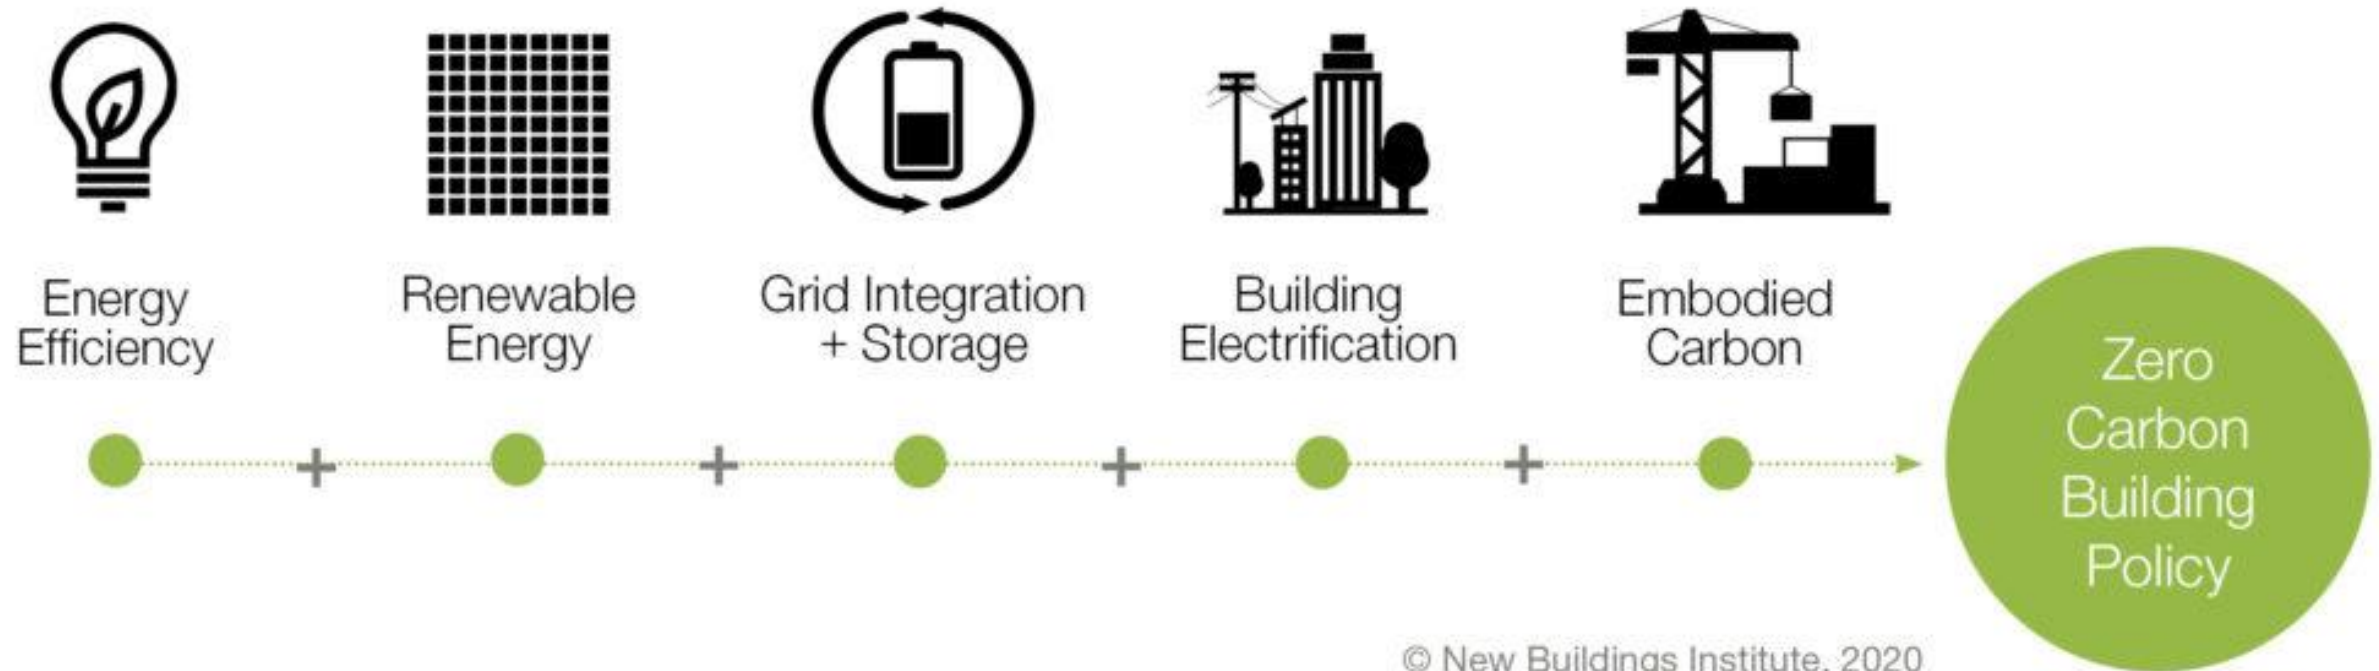 Energy
Efficiency
Renewable
Energy
Grid Integration
+ Storage
Building
Electrification
Embodied
Carbon
+
+
+
+
Zero
Carbon
Building
Policy
© New Buildings Institute, 2020